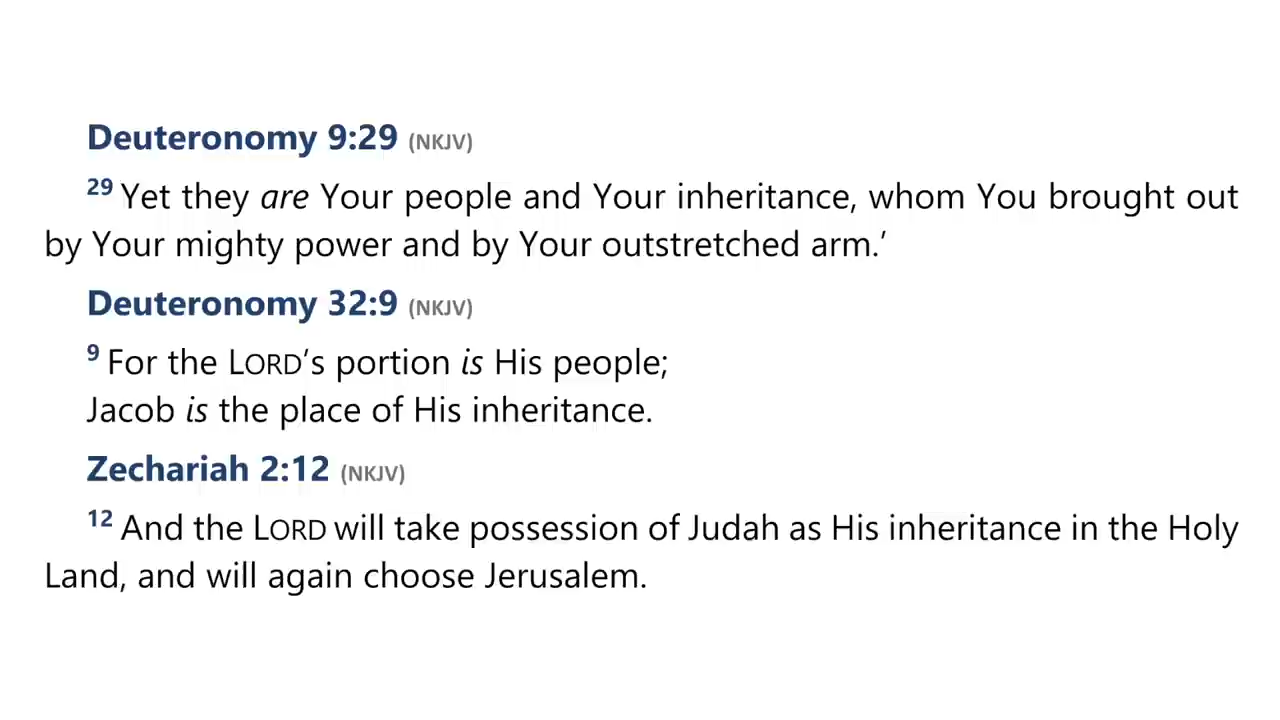 Deuteronomy 9:29 (NKJV)
29 Yet they are Your people and Your inheritance, whom You brought out
by Your mighty power and by Your outstretched arm.’
Deuteronomy 32:9 (NKJV)
9 For the LORD’s portion is His people;
Jacob is the place of His inheritance.
Zechariah 2:12 (NKJV)
12 And the LORD will take possession of Judah as His inheritance in the Holy
Land, and will again choose Jerusalem.